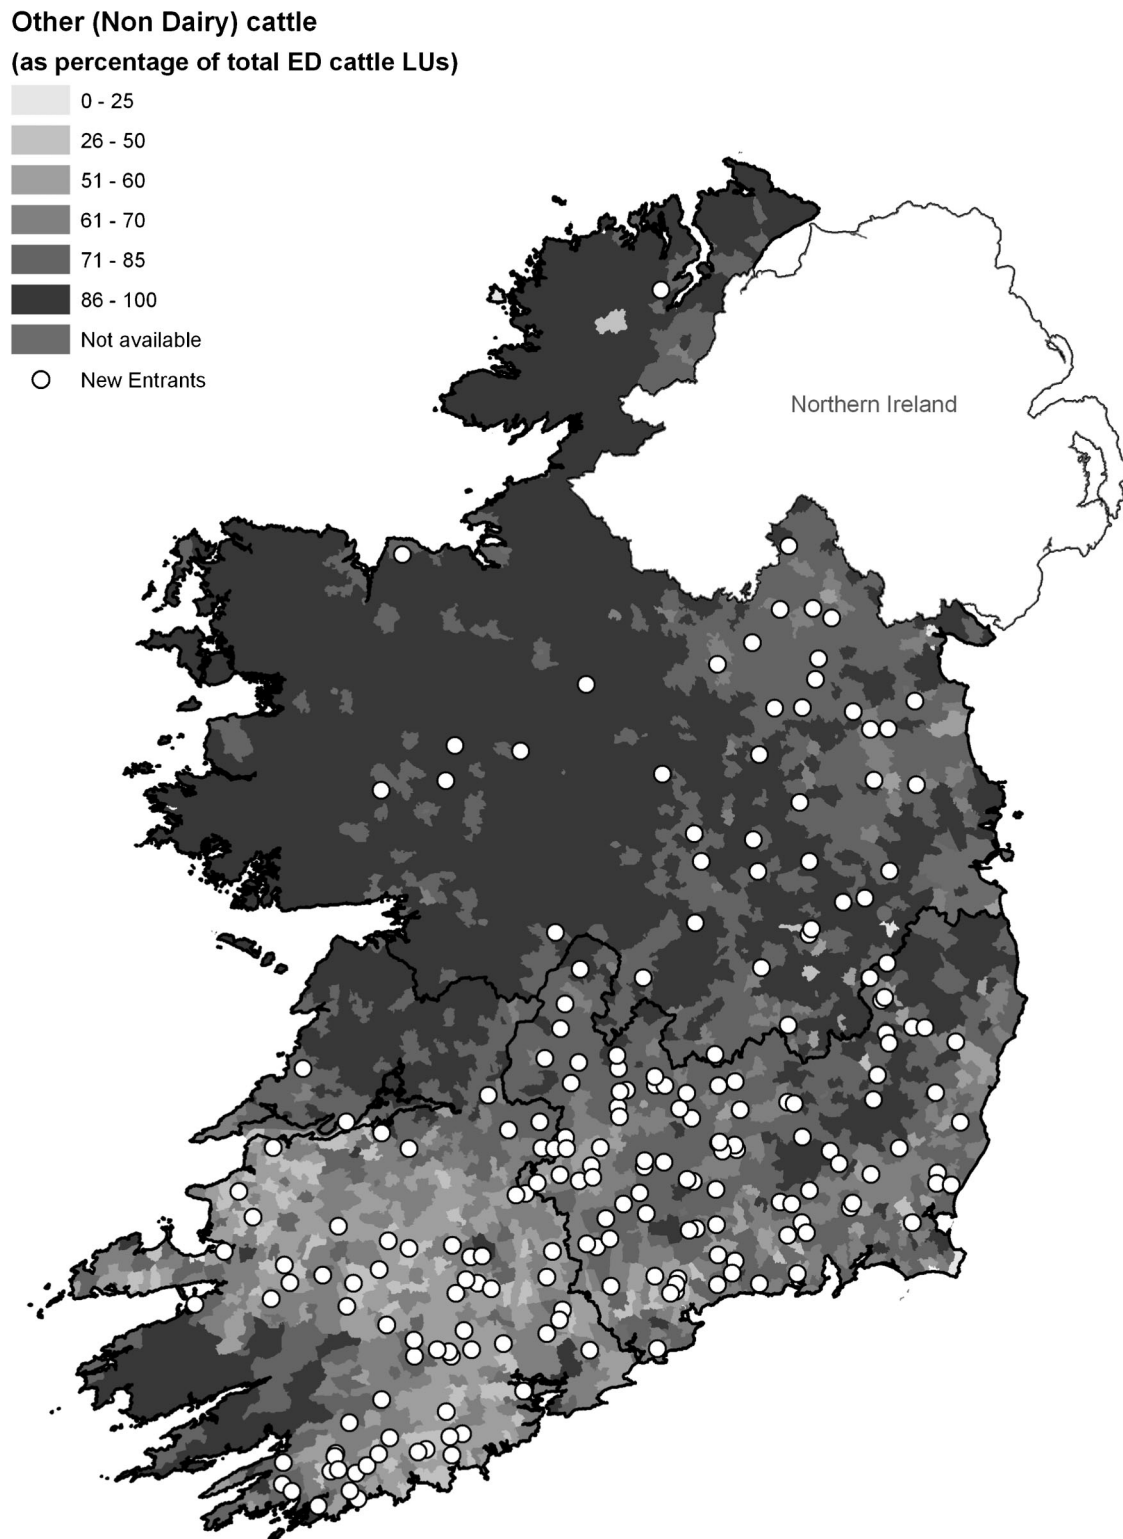 Other (Non Dairy) cattle
(as percentage of total ED cattle LUs)
0 - 25
26 - 50
51 - 60
61 - 70
71 - 85
86 - 100
Not available
New Entrants
Northern Ireland